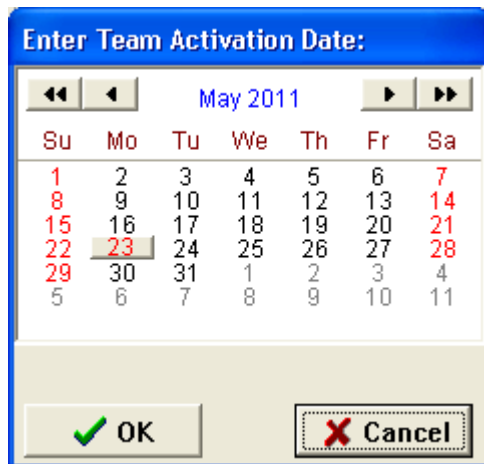 Enter Team Activation Date:
May 2011
Su Mo Tu We Th Fr Sa
1 2 3 4 5 6 7
8 9 10 11 12 13 14
15 16 17 18 19 20 21
22 23 24 25 26 27 28
29 30 31 1 2 3 4
5 6 7 8 9 10 11
OK Cancel